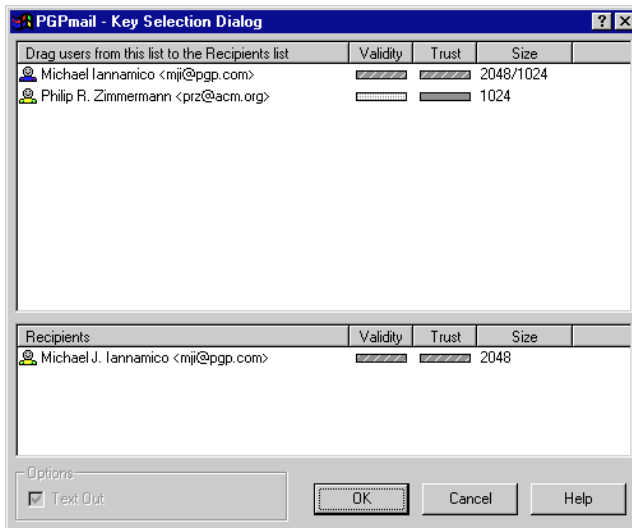 PGPmail - Key Selection Dialog
Drag users from this list to the Recipients list Validity Trust Size
Michael Iannamico <mji@pgp.com> 2048/1024
Philip R. Zimmermann <prz@acm.org> 1024
Recipients Validity Trust Size
Michael J. Iannamico <mji@pgp.com> 2048
Options
Text Out
OK Cancel Help